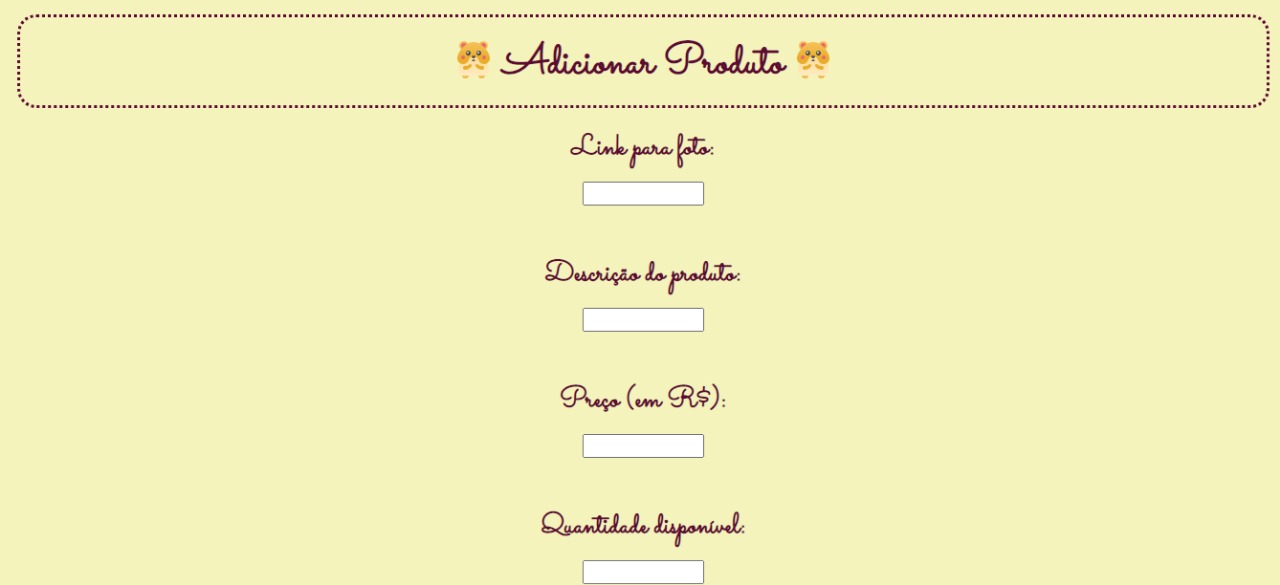 Adicionar Produto
Link para foto:
Descrição do produto:
Preço (em R$):
Quantidade disponível: